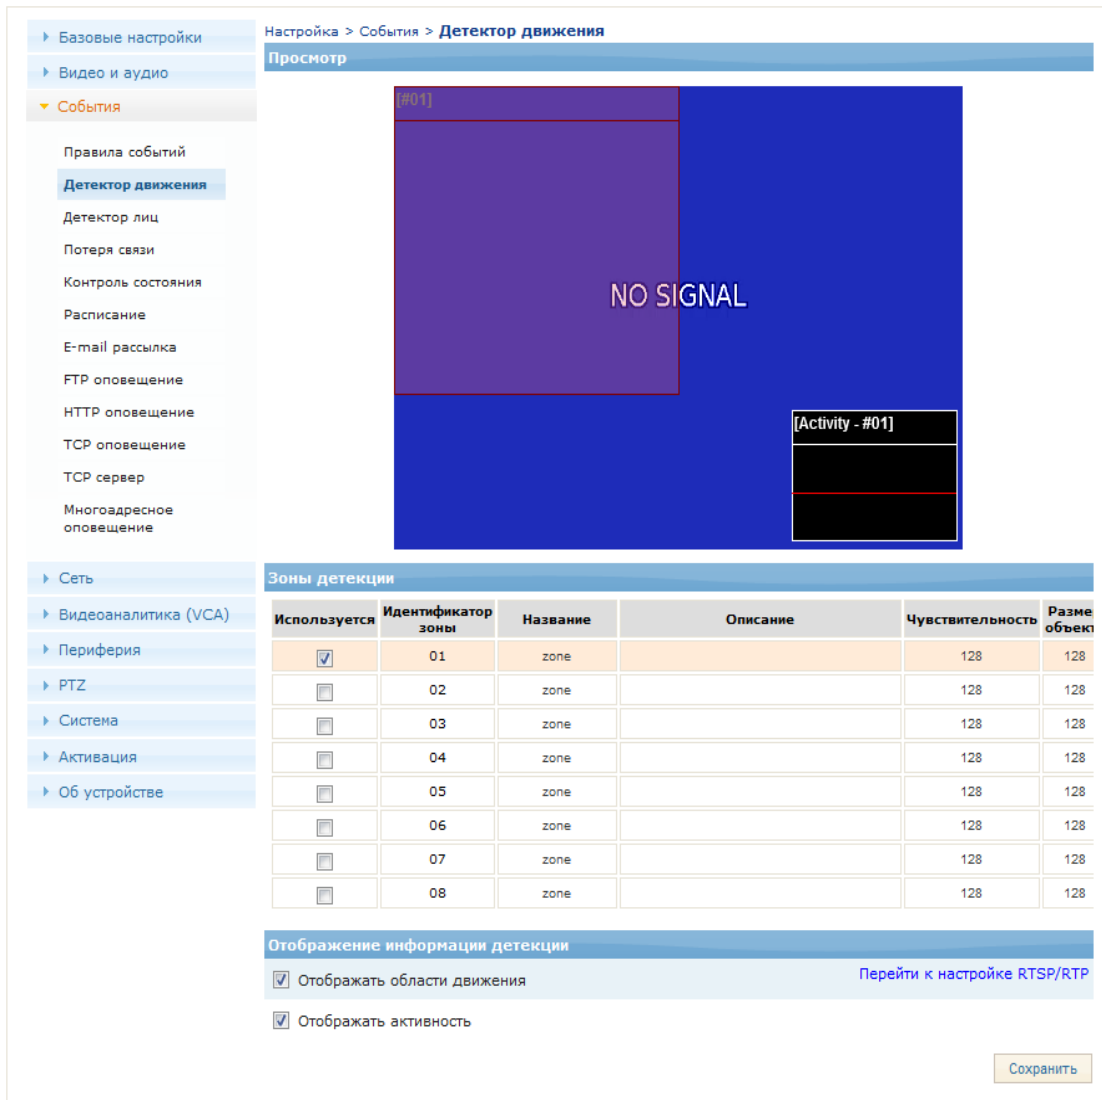 Базовые настройки
Видео и аудио
События
Правила событий
Детектор движения
Детектор лиц
Потеря связи
Контроль состояния
Расписание
E-mail рассылка
FTP оповещение
HTTP оповещение
TCP оповещение
TCP сервер
Многоадресное
оповещение
Сеть
Видеоаналитика (VCA)
Периферия
PTZ
Система
Активация
Об устройстве
Настройка > События > Детектор движения
Просмотр
[#01]
NO SIGNAL
[Activity - #01]
Зоны детекции
Используется Идентификатор зоны Название Описание Чувствительность Разме объект
01 zone 128 128
02 zone 128 128
03 zone 128 128
04 zone 128 128
05 zone 128 128
06 zone 128 128
07 zone 128 128
08 zone 128 128
Отображение информации детекции
Отображать области движения Перейти к настройке RTSP/RTP
Отображать активность
Сохранить